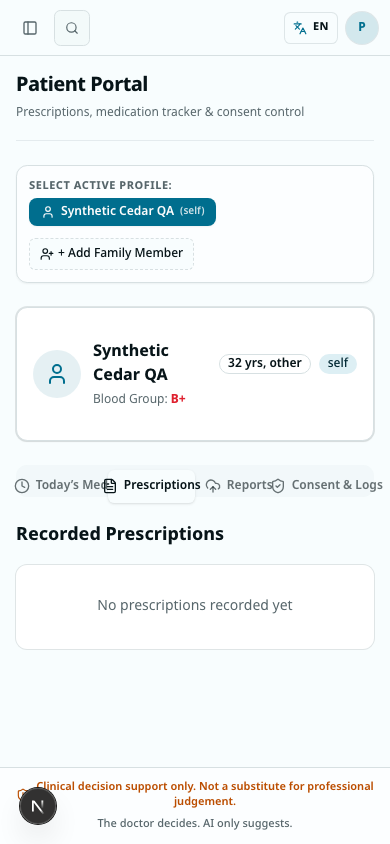 EN
P
Patient Portal
Prescriptions, medication tracker & consent control
SELECT ACTIVE PROFILE:
Synthetic Cedar QA (self)
+ Add Family Member
Synthetic
Cedar QA
32 yrs, other
self
Blood Group: B+
Today's Med
Prescriptions
Reports
Consent & Logs
Recorded Prescriptions
No prescriptions recorded yet
Clinical decision support only. Not a substitute for professional
judgement.
N
The doctor decides. AI only suggests.